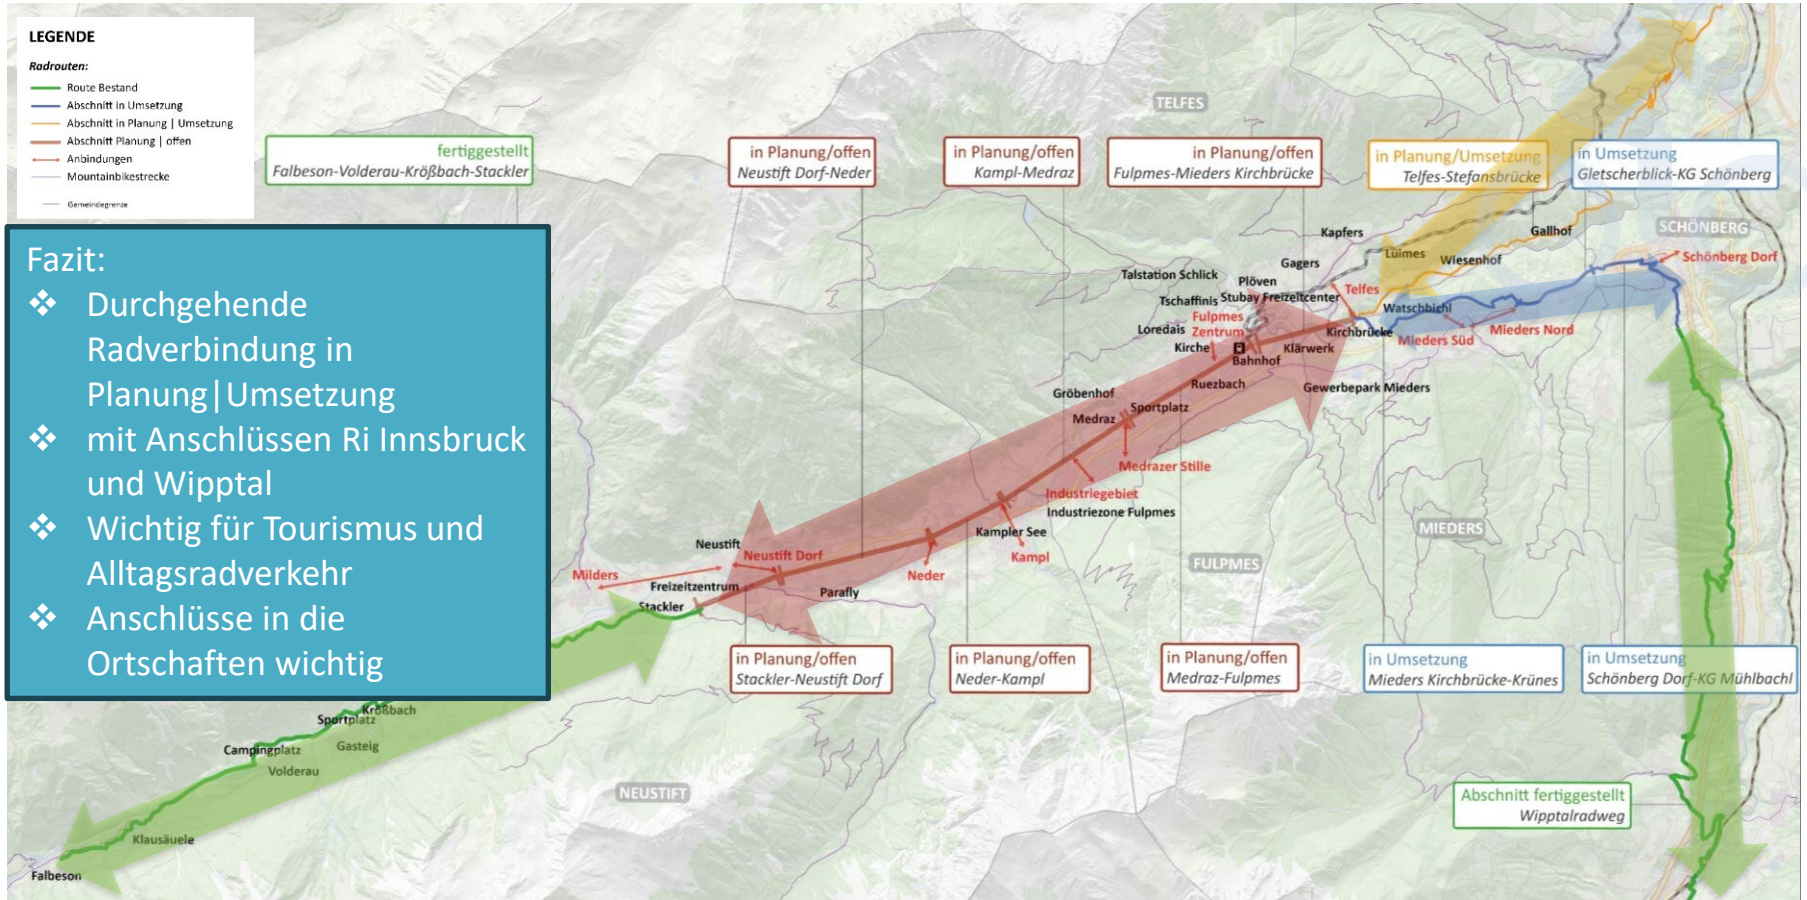 LEGENDE
Radrouten:
Route Bestand
Abschnitt in Umsetzung
Abschnitt in Planung | Umsetzung
Abschnitt Planung | offen
Anbindungen
Mountainbikestrecke
Gemeindegrenze
fertiggestellt
Falbeson-Volderau-Krößbach-Stackler
in Planung/offen
Neustift Dorf-Neder
in Planung/offen
Kampl-Medraz
in Planung/offen
Fulpmes-Mieders Kirchbrücke
in Planung/Umsetzung
Telfes-Stefansbrücke
in Umsetzung
Gletscherblick-KG Schönberg
TELFES
SCHÖNBERG
Fazit:
❖ Durchgehende
Radverbindung in
Planung|Umsetzung
❖ mit Anschlüssen Ri Innsbruck
und Wipptal
❖ Wichtig für Tourismus und
Alltagsradverkehr
❖ Anschlüsse in die
Ortschaften wichtig
Kapfers
Gallhof
Luimes
Wiesenhof
Schönberg Dorf
Gagers
Talstation Schlick
Plöven
Telfes
Tschaffinis
Stubay Freizeitcenter
Watschbichl
Fulpmes
Zentrum
Loredais
Kirchbrücke
Mieders Nord
Mieders Süd
Kirche
Klärwerk
Bahnhof
Ruezbach
Gewerbepark Mieders
Gröbenhof
Sportplatz
Medraz
Medrazer Stille
Industriegebiet
Industriezone Fulpmes
MIEDERS
Kampler See
Kampl
FULPMES
Neustift
Neustift Dorf
Milders
Freizeitzentrum
Neder
Parafly
Stackler
in Planung/offen
Stackler-Neustift Dorf
in Planung/offen
Neder-Kampl
in Planung/offen
Medraz-Fulpmes
in Umsetzung
Mieders Kirchbrücke-Krünes
in Umsetzung
Schönberg Dorf-KG Mühlbachl
Krößbach
Sportplatz
Campingplatz
Gasteig
Volderau
NEUSTIFT
Abschnitt fertiggestellt
Wipptalradweg
Klausäuele
Falbeson